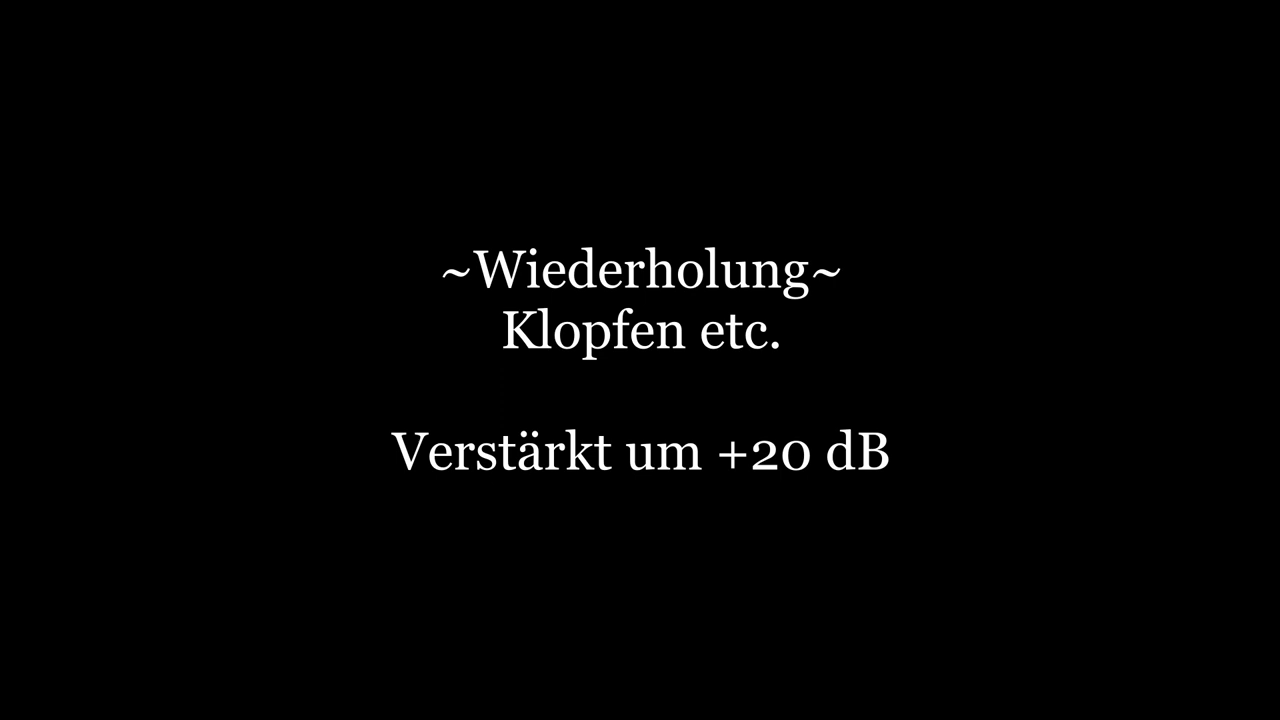 ~Wiederholung~
Klopfen etc.
Verstärkt um +20 dB